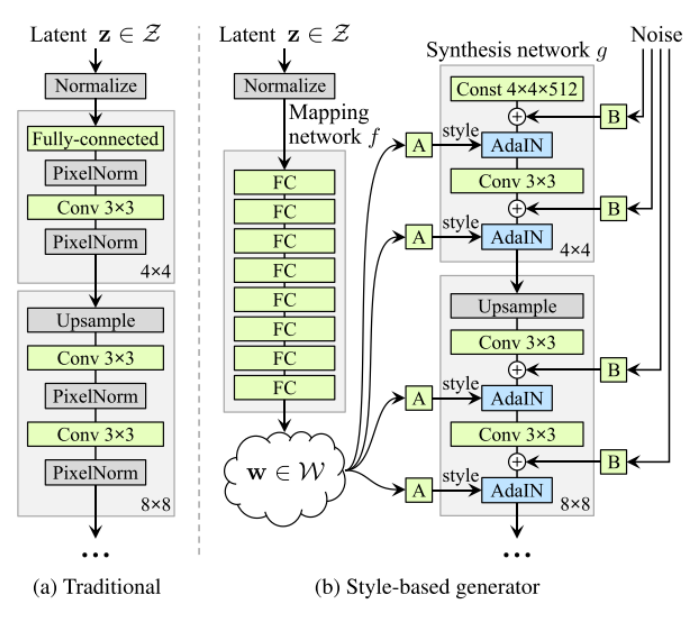 Latent z ∈ Z
Normalize
Fully-connected
PixelNorm
Conv 3×3
PixelNorm
4×4
Upsample
Conv 3×3
PixelNorm
Conv 3×3
PixelNorm
8×8
...
(a) Traditional
Latent z ∈ Z
Normalize
Mapping
network f
FC
FC
FC
FC
FC
FC
FC
FC
w ∈ W
Noise
Synthesis network g
Const 4×4×512
B
A
style
AdaIN
Conv 3×3
B
A
style
AdaIN
4×4
Upsample
Conv 3×3
B
A
style
AdaIN
Conv 3×3
B
A
style
AdaIN
8×8
...
(b) Style-based generator